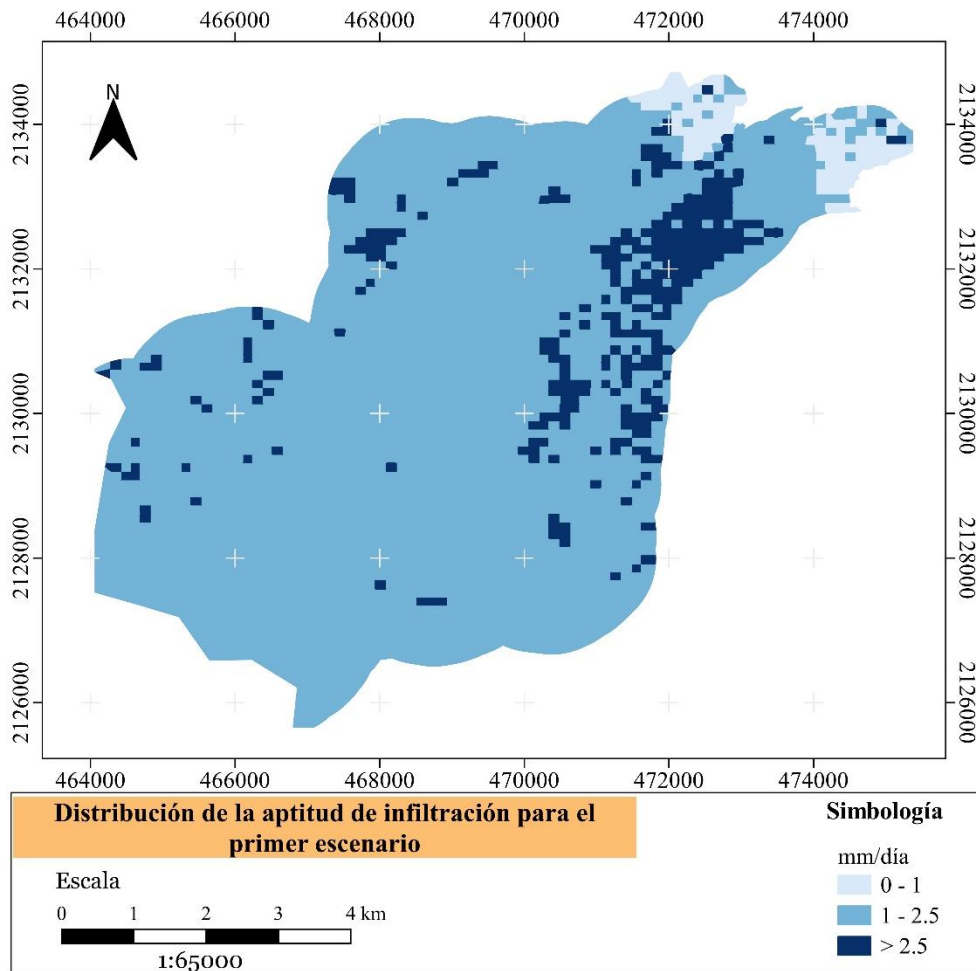 464000 466000 468000 470000 472000 474000
N
2134000 2134000
2132000 2132000
2130000 2130000
2128000 2128000
2126000 2126000
464000 466000 468000 470000 472000 474000
Distribución de la aptitud de infiltración para el
primer escenario
Escala
0 1 2 3 4 km
1:65000
Simbología
mm/día
0 - 1
1 - 2.5
> 2.5